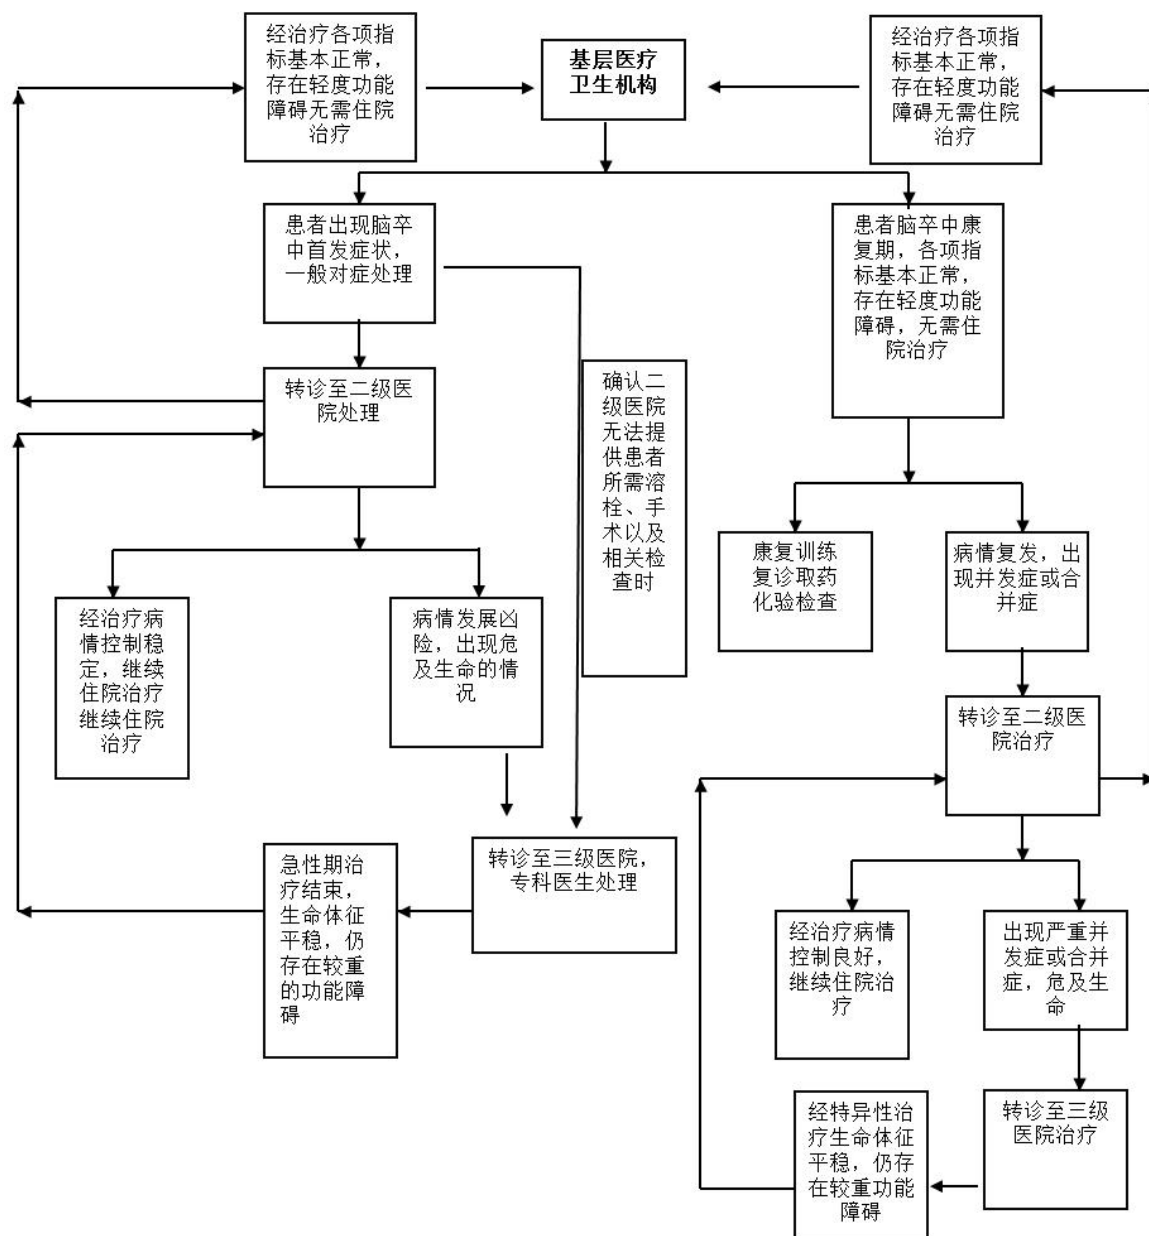 经治疗各项指
标基本正常，
存在轻度功能
障碍无需住院
治疗
基层医疗
卫生机构
经治疗各项指
标基本正常，
存在轻度功能
障碍无需住院
治疗
患者出现脑卒
中首发症状，
一般对症处理
患者脑卒中康
复期，各项指
标基本正常，
存在轻度功能
障碍，无需住
院治疗
转诊至二级医
院处理
确认二
级医院
无法提
供患者
所需溶
栓、手
术以及
相关检
查时
康复训练
复诊取药
化验检查
病情复发，出
现并发症或合
并症
经治疗病
情控制稳
定，继续
住院治疗
继续住院
治疗
病情发展凶
险，出现危
及生命的情
况
转诊至二级医
院治疗
急性期治
疗结束，
生命体征
平稳，仍
存在较重
的功能障
碍
转诊至三级医院，
专科医生处理
经治疗病情
控制良好，
继续住院治
疗
出现严重并
发症或合并
症，危及生
命
经特异性治
疗生命体征
平稳，仍存
在较重功能
障碍
转诊至三级
医院治疗